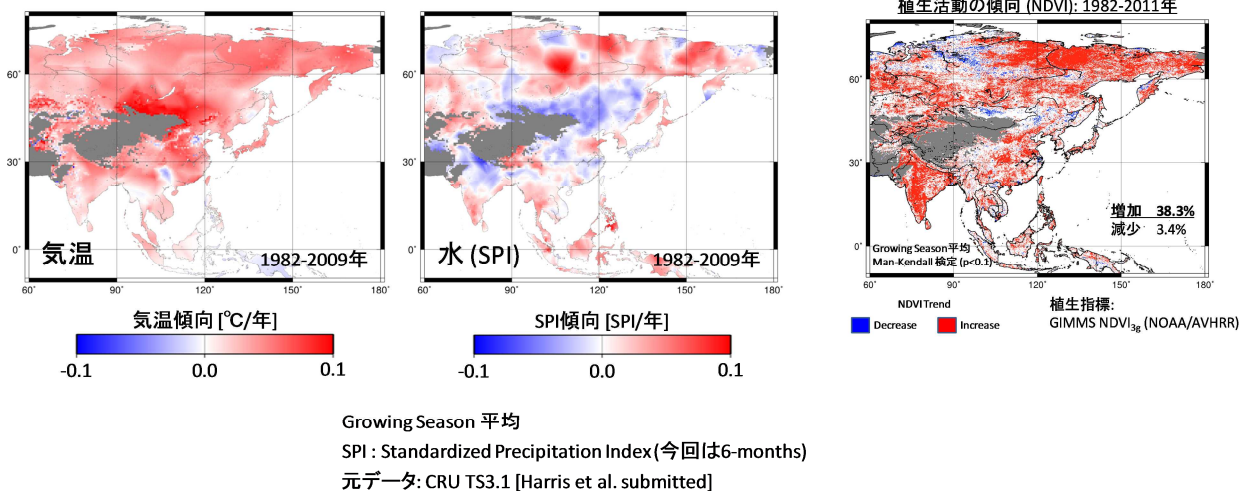 植生活動の傾向 (NDVI): 1982-2011年
60˚
30˚
0˚
気温
1982-2009年
60˚ 90˚ 120˚ 150˚ 180˚
60˚
30˚
0˚
水 (SPI)
1982-2009年
60˚ 90˚ 120˚ 150˚ 180˚
60˚
30˚
0˚
増加 38.3%
減少 3.4%
Growing Season平均
Man-Kendall 検定 (p<0.1)
60˚ 90˚ 120˚ 150˚ 180˚
気温傾向 [℃/年]
-0.1 0.0 0.1
SPI傾向 [SPI/年]
-0.1 0.0 0.1
NDVI Trend
Decrease Increase
植生指標:
GIMMS NDVI3g (NOAA/AVHRR)
Growing Season 平均
SPI : Standardized Precipitation Index (今回は6-months)
元データ: CRU TS3.1 [Harris et al. submitted]